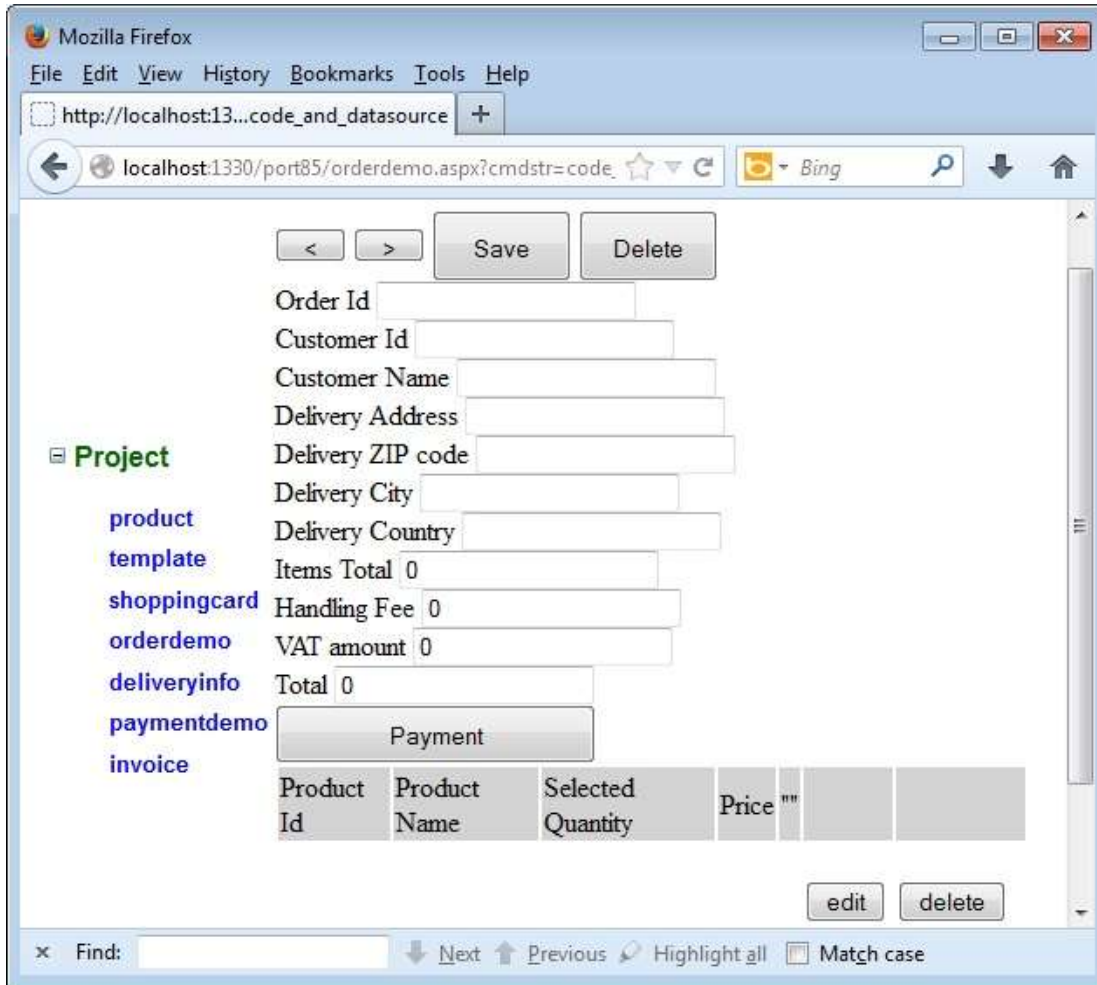 Mozilla Firefox
File Edit View History Bookmarks Tools Help
http://localhost:13...code_and_datasource +
localhost:1330/port85/orderdemo.aspx?cmdstr=code_ Bing
< > Save Delete
Order Id
Customer Id
Customer Name
Delivery Address
Project
Delivery ZIP code
Delivery City
product
Delivery Country
template
Items Total 0
shoppingcard
Handling Fee 0
orderdemo
VAT amount 0
deliveryinfo
Total 0
paymentdemo
Payment
invoice
Product Id
Product Name
Selected Quantity
Price
""
edit delete
× Find: Next Previous Highlight all Match case